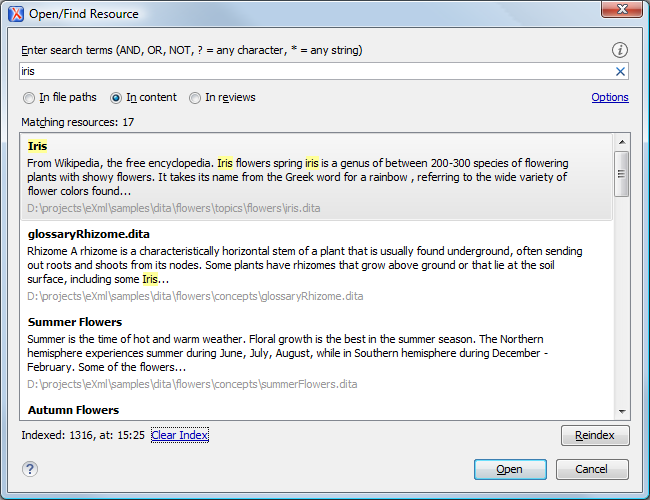 Open/Find Resource
Enter search terms (AND, OR, NOT, ? = any character, * = any string)
iris
In file paths In content In reviews Options
Matching resources: 17
Iris
From Wikipedia, the free encyclopedia. Iris flowers spring iris is a genus of between 200-300 species of flowering
plants with showy flowers. It takes its name from the Greek word for a rainbow , referring to the wide variety of
flower colors found...
D:\projects\eXml\samples\dita\flowers\topics\flowers\iris.dita
glossaryRhizome.dita
Rhizome A rhizome is a characteristically horizontal stem of a plant that is usually found underground, often sending
out roots and shoots from its nodes. Some plants have rhizomes that grow above ground or that lie at the soil
surface, including some Iris...
D:\projects\eXml\samples\dita\flowers\concepts\glossaryRhizome.dita
Summer Flowers
Summer is the time of hot and warm weather. Floral growth is the best in the summer season. The Northern
hemisphere experiences summer during June, July, August, while in Southern hemisphere during December -
February. Some of the flowers...
D:\projects\eXml\samples\dita\flowers\concepts\summerFlowers.dita
Autumn Flowers
Indexed: 1316, at: 15:25 Clear Index Reindex
? Open Cancel